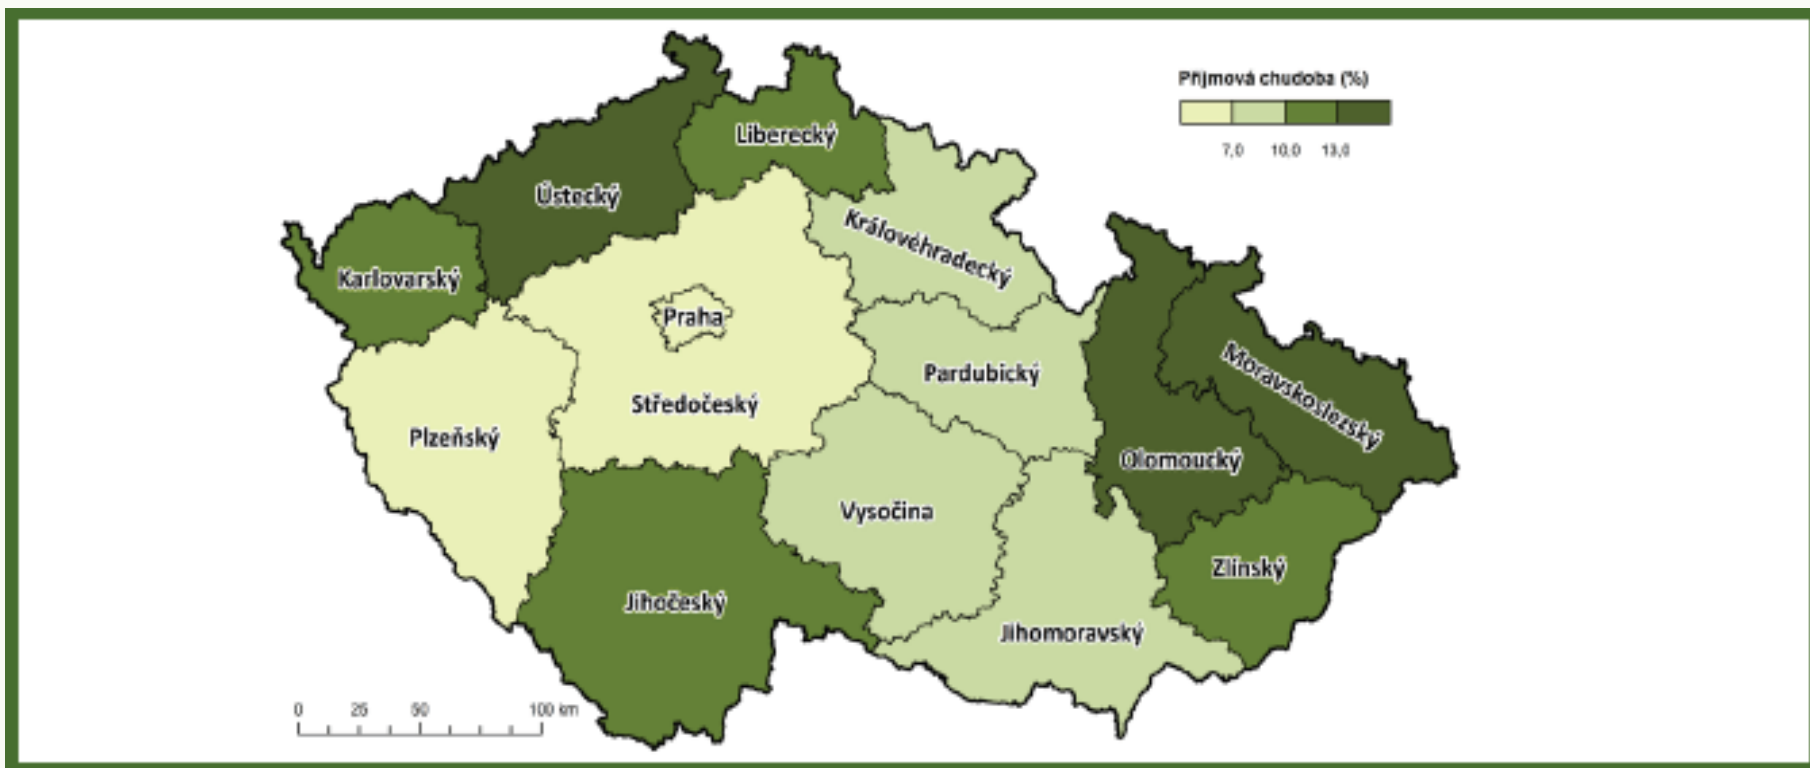 Příjmová chudoba (%)
7,0 10,0 13,0
Liberecký
Ústecký
Královéhradecký
Karlovarský
Praha
Moravskoslezský
Pardubický
Středočeský
Plzeňský
Olomoucký
Vysočina
Zlínský
Jihočeský
Jihomoravský
0 25 50 100 km